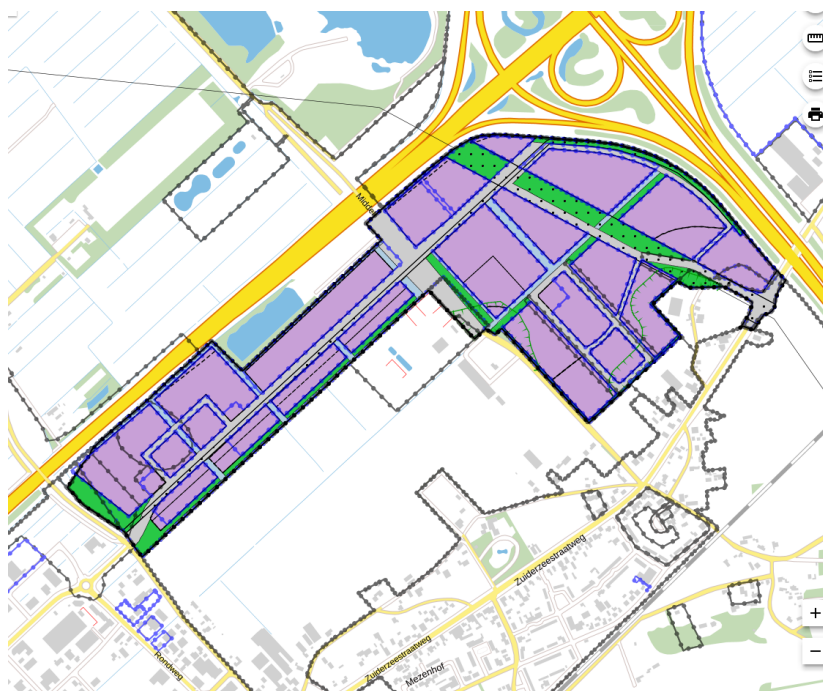 Midde
Zuiderzeestraatweg
Zuiderzeestraatweg
Mezenhof
Rondweg
+
−